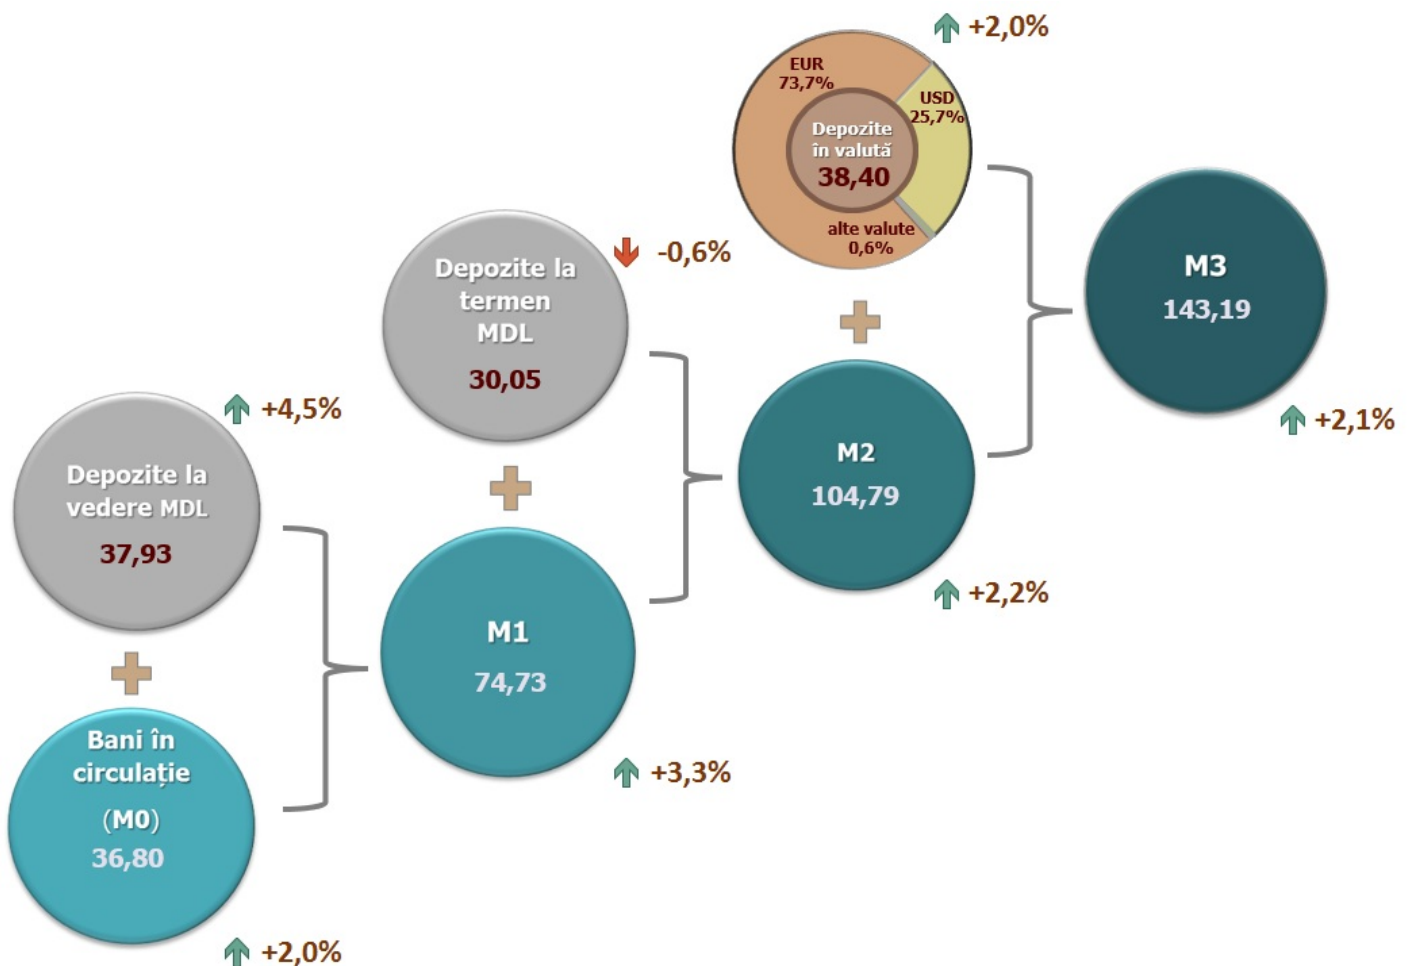 +2,0%
EUR
73,7%
USD
25,7%
Depozite
în valută
38,40
alte valute
0,6%
Depozite la
termen
MDL
30,05
-0,6%
M3
143,19
+2,1%
Depozite la
vedere MDL
37,93
+4,5%
M2
104,79
+2,2%
M1
74,73
+3,3%
Bani în
circulație
(M0)
36,80
+2,0%